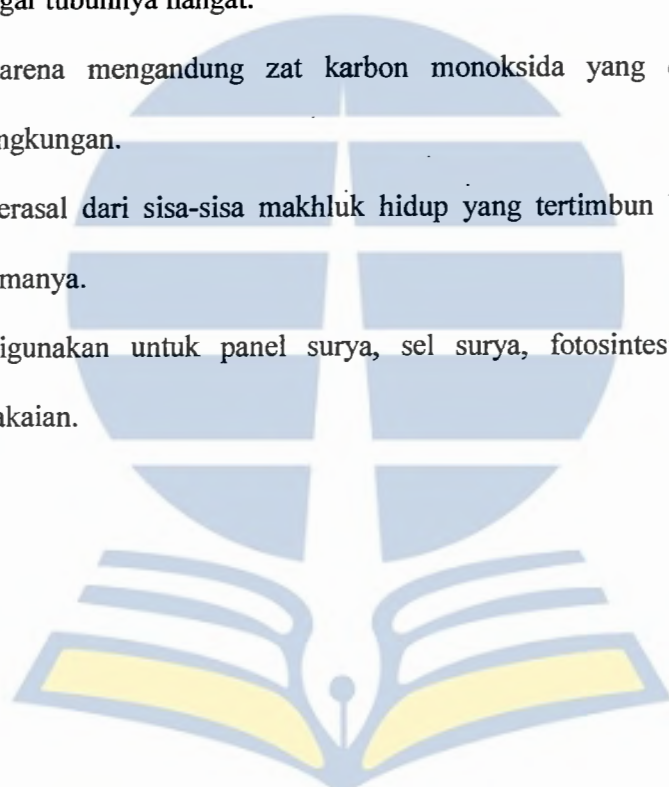 gar tubuhnya hangat.
arena mengandung zat karbon monoksida yang
ngkungan.
erasal dari sisa-sisa makhluk hidup yang tertimbun
manya.
igunakan untuk panel surya, sel surya, fotosintes
akaian.